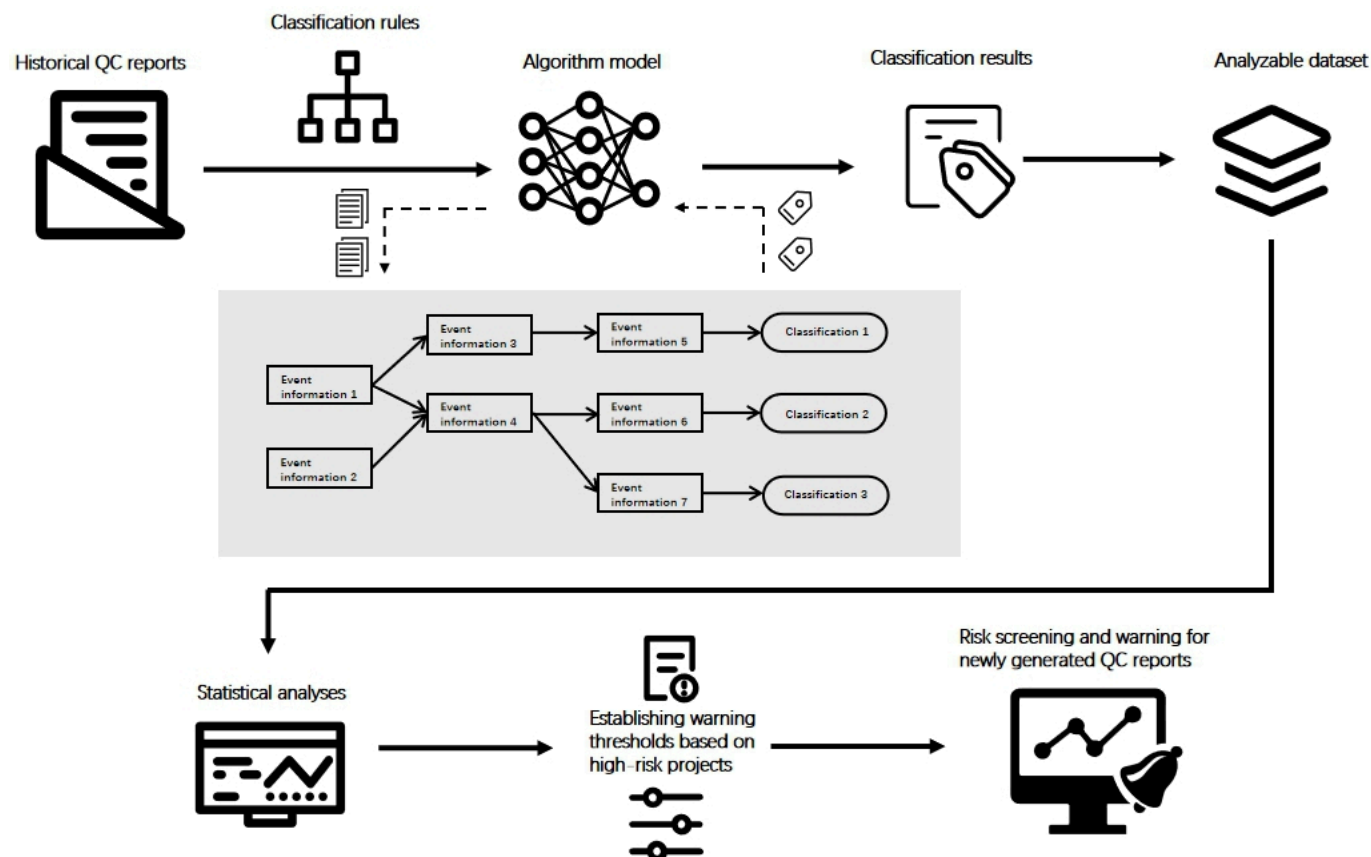 Classification rules
Historical QC reports
Algorithm model
Classification results
Analyzable dataset
Event
information 1
Event
information 2
Event
information 3
Event
information 4
Event
information 5
Event
information 6
Event
information 7
Classification 1
Classification 2
Classification 3
Statistical analyses
Establishing warning
thresholds based on
high-risk projects
Risk screening and warning for
newly generated QC reports